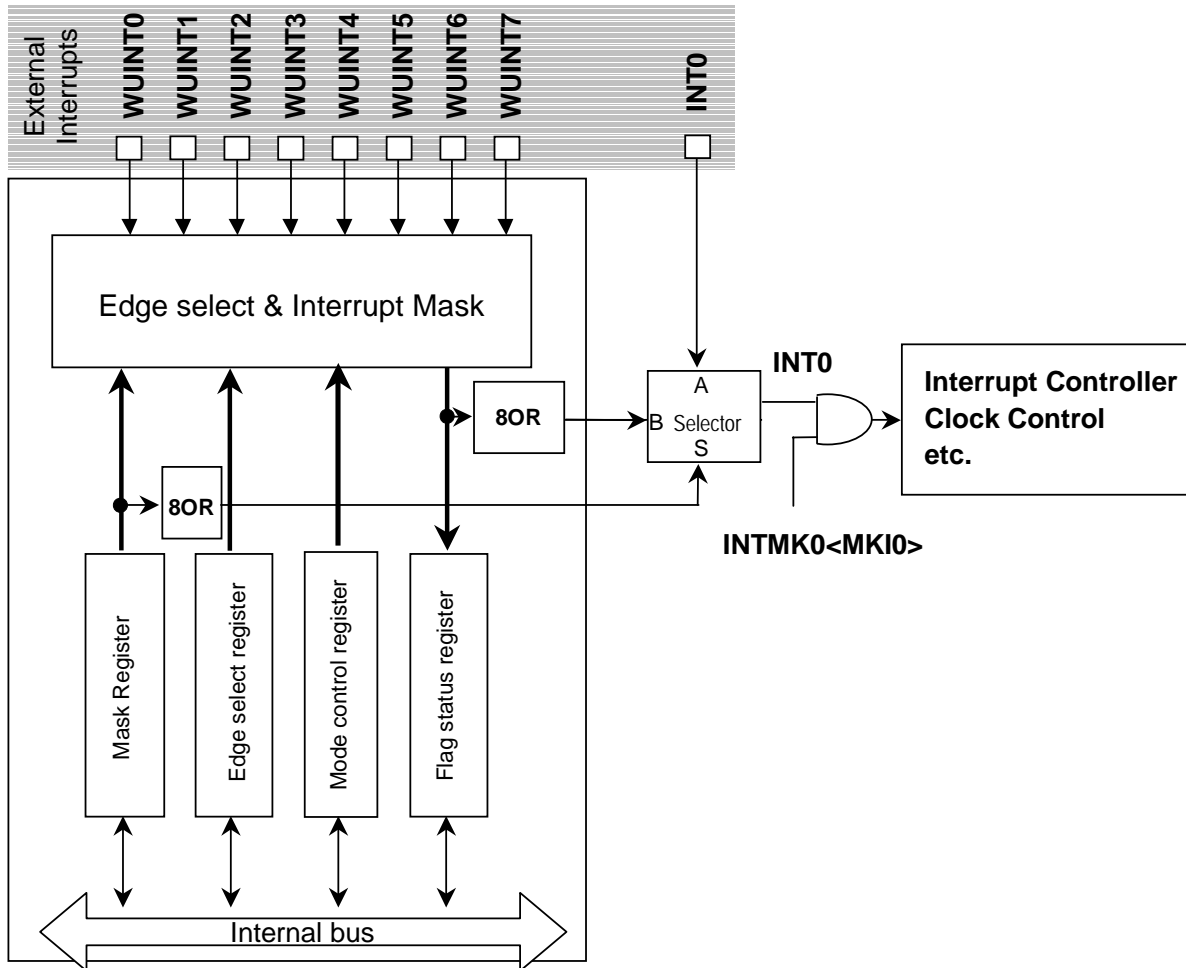 External
Interrupts
WUINT0
WUINT1
WUINT2
WUINT3
WUINT4
WUINT5
WUINT6
WUINT7
INT0
Edge select & Interrupt Mask
8OR
8OR
A
B
Selector
S
INT0
Interrupt Controller
Clock Control
etc.
INTMK0<MKI0>
Mask Register
Edge select register
Mode control register
Flag status register
Internal bus